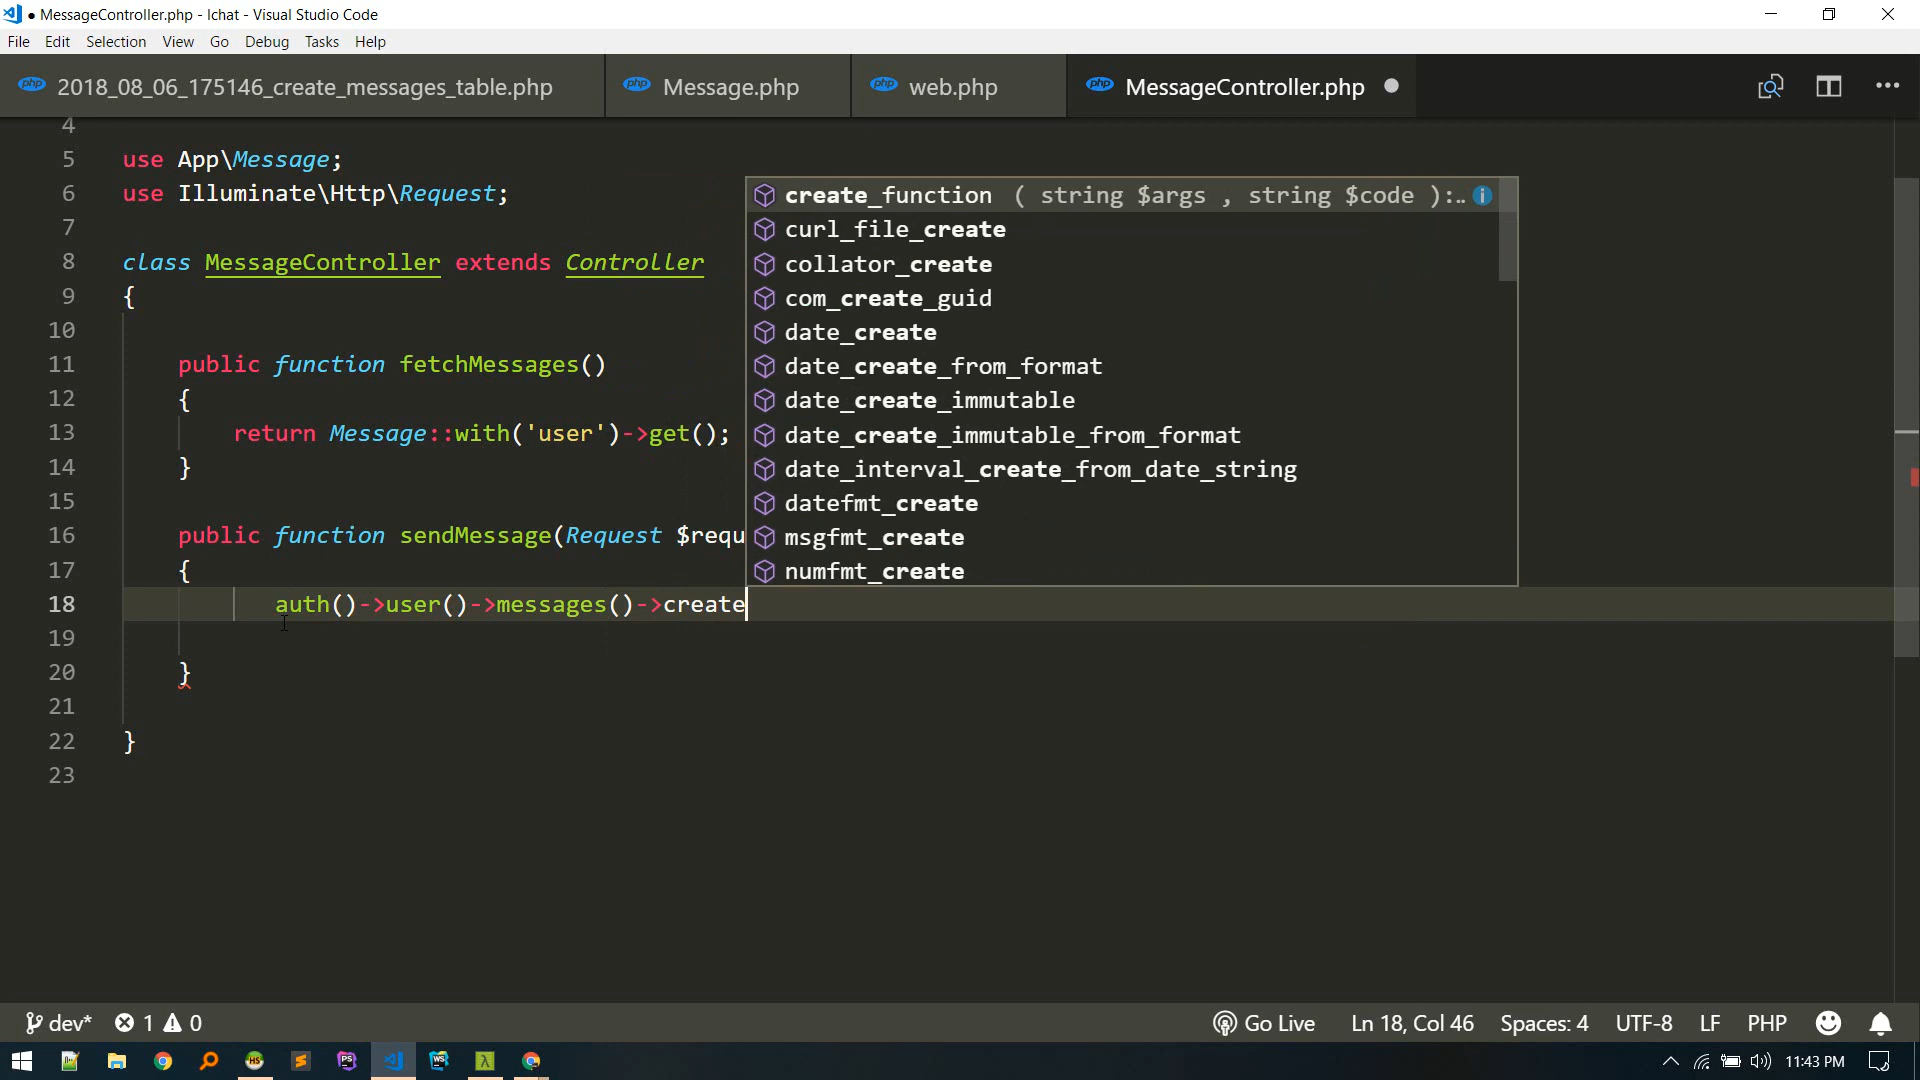 MessageController.php - lchat - Visual Studio Code
File Edit Selection View Go Debug Tasks Help
2018_08_06_175146_create_messages_table.php Message.php web.php MessageController.php
4
5 use App\Message;
6 use Illuminate\Http\Request;
7
8 class MessageController extends Controller
9 {
10
11 public function fetchMessages()
12 {
13 return Message::with('user')->get();
14 }
15
16 public function sendMessage(Request $requ
17 {
18 auth()->user()->messages()->create
19
20 }
21
22 }
23
create_function ( string $args , string $code ):..
curl_file_create
collator_create
com_create_guid
date_create
date_create_from_format
date_create_immutable
date_create_immutable_from_format
date_interval_create_from_date_string
datefmt_create
msgfmt_create
numfmt_create
dev* 1 0 Go Live Ln 18, Col 46 Spaces: 4 UTF-8 LF PHP
11:43 PM